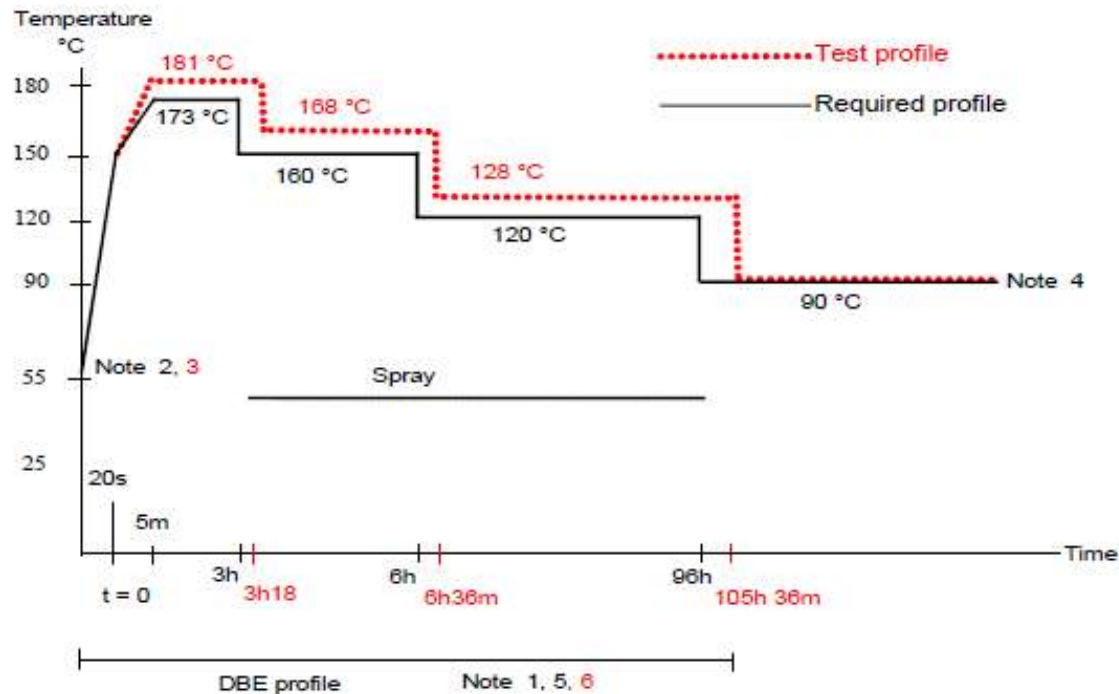 Temperature
°C
181 °C
Test profile
180
168 °C
Required profile
173 °C
150
160 °C
128 °C
120
120 °C
90
Note 4
90 °C
Note 2, 3
55
Spray
25
20s
5m
Time
3h
6h
96h
t = 0
3h18
6h36m
105h 36m
DBE profile
Note 1, 5, 6